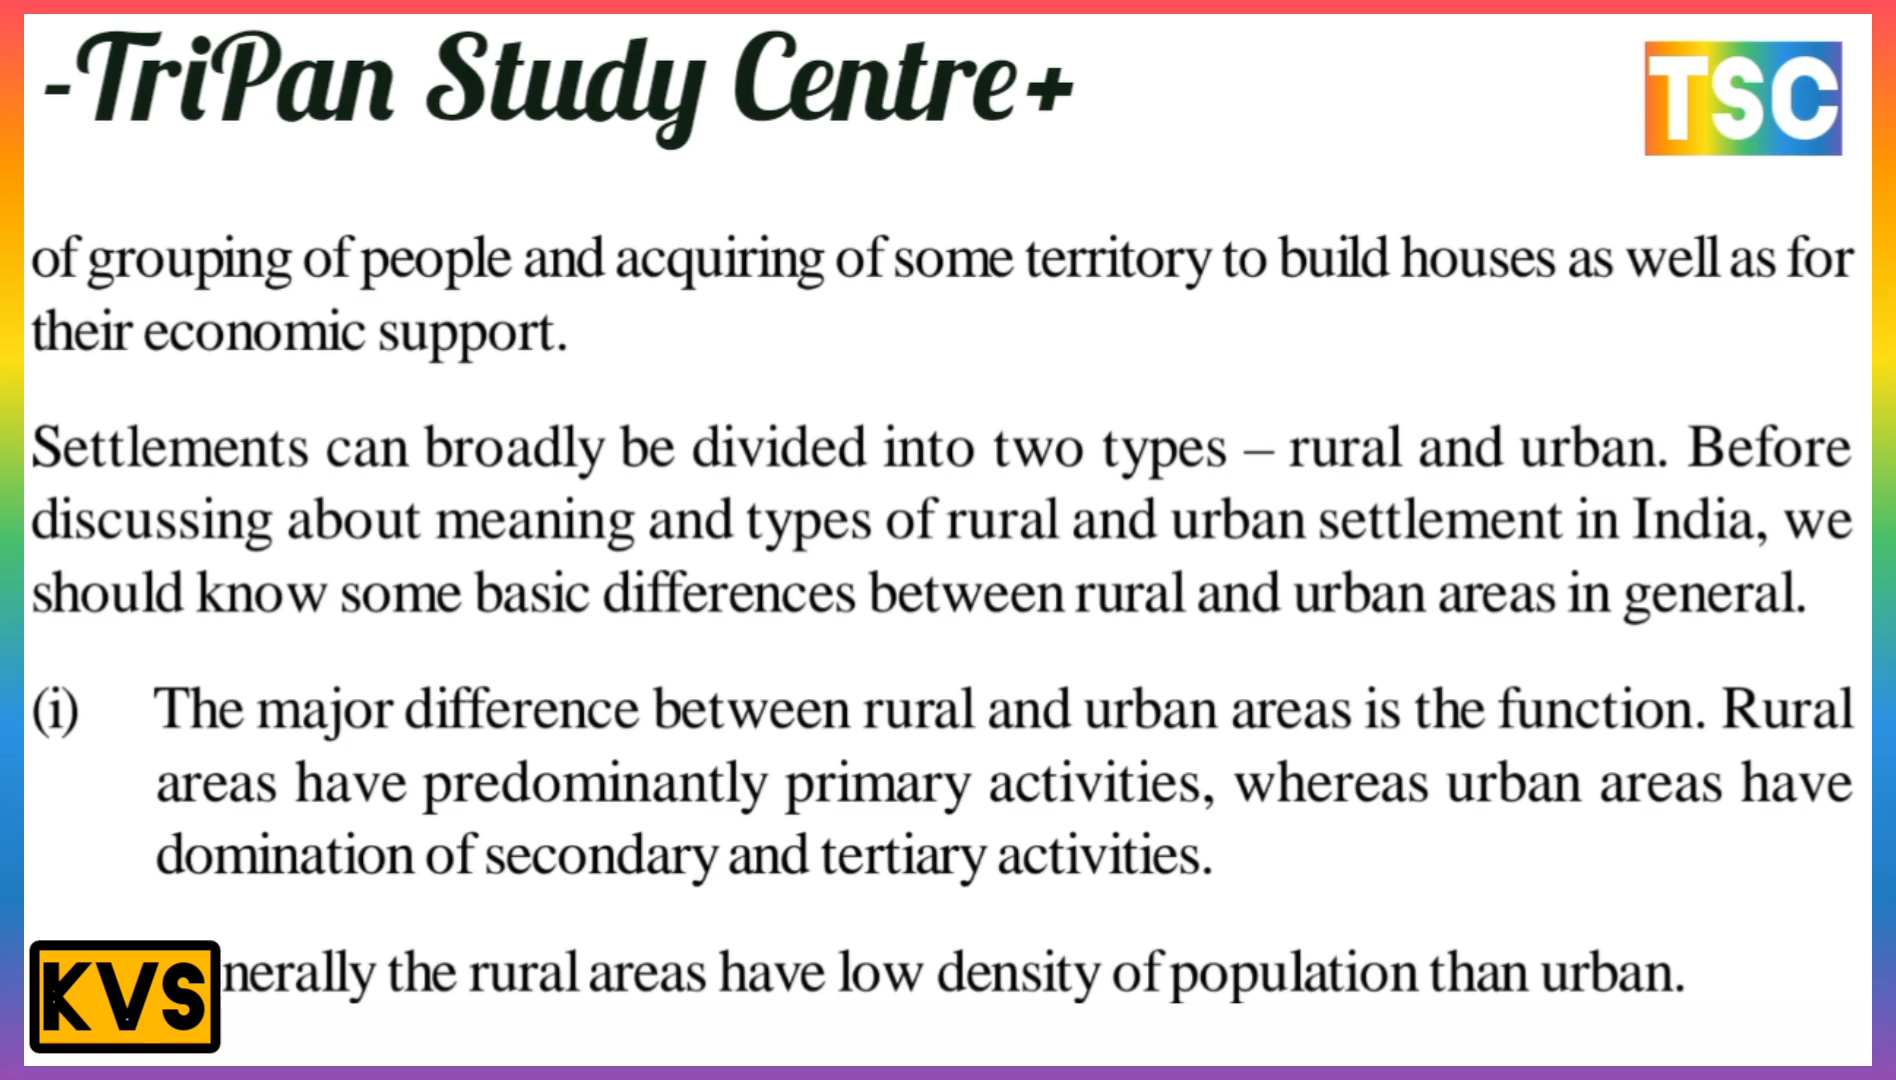 -TriPan Study Centre+
TSC
of grouping of people and acquiring of some territory to build houses as well as for
their economic support.
Settlements can broadly be divided into two types – rural and urban. Before
discussing about meaning and types of rural and urban settlement in India, we
should know some basic differences between rural and urban areas in general.
(i) The major difference between rural and urban areas is the function. Rural
areas have predominantly primary activities, whereas urban areas have
domination of secondary and tertiary activities.
KVS nerally the rural areas have low density of population than urban.